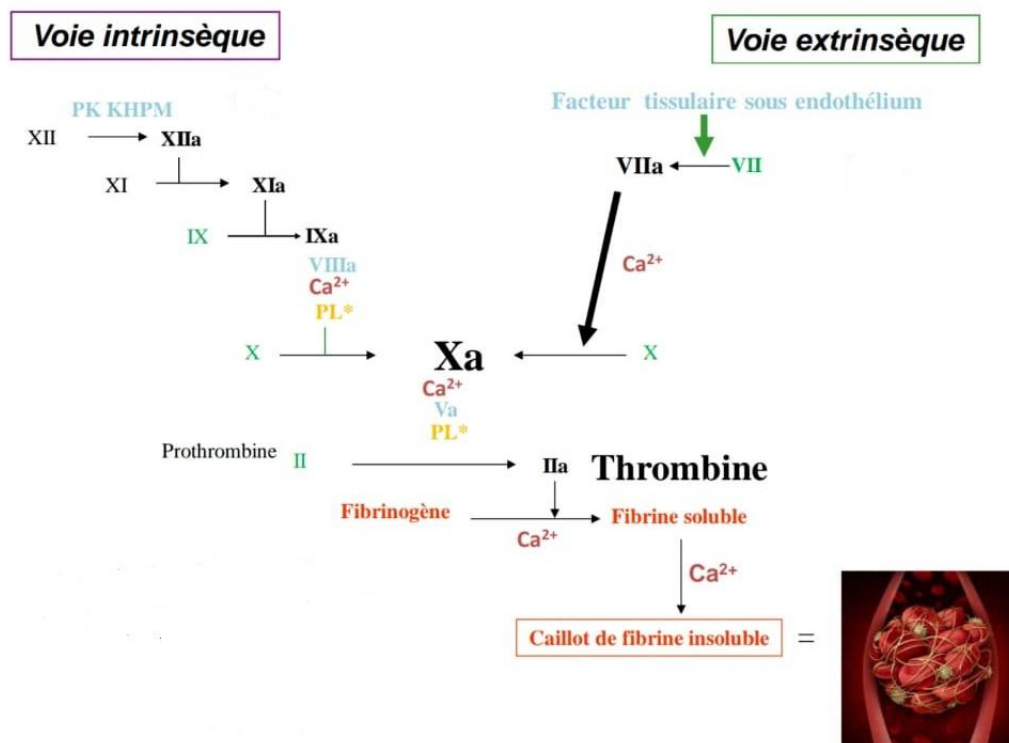 Voie intrinsèque
Voie extrinsèque
PK KHPM
Facteur tissulaire sous endothélium
XII
XIIa
VIIa
VII
XI
XIa
IX
IXa
VIIIa
Ca²⁺
Ca²⁺
PL*
X
Xa
X
Ca²⁺
Va
PL*
Prothrombine II
IIa
Thrombine
Fibrinogène
Fibrine soluble
Ca²⁺
Ca²⁺
Caillot de fibrine insoluble
=